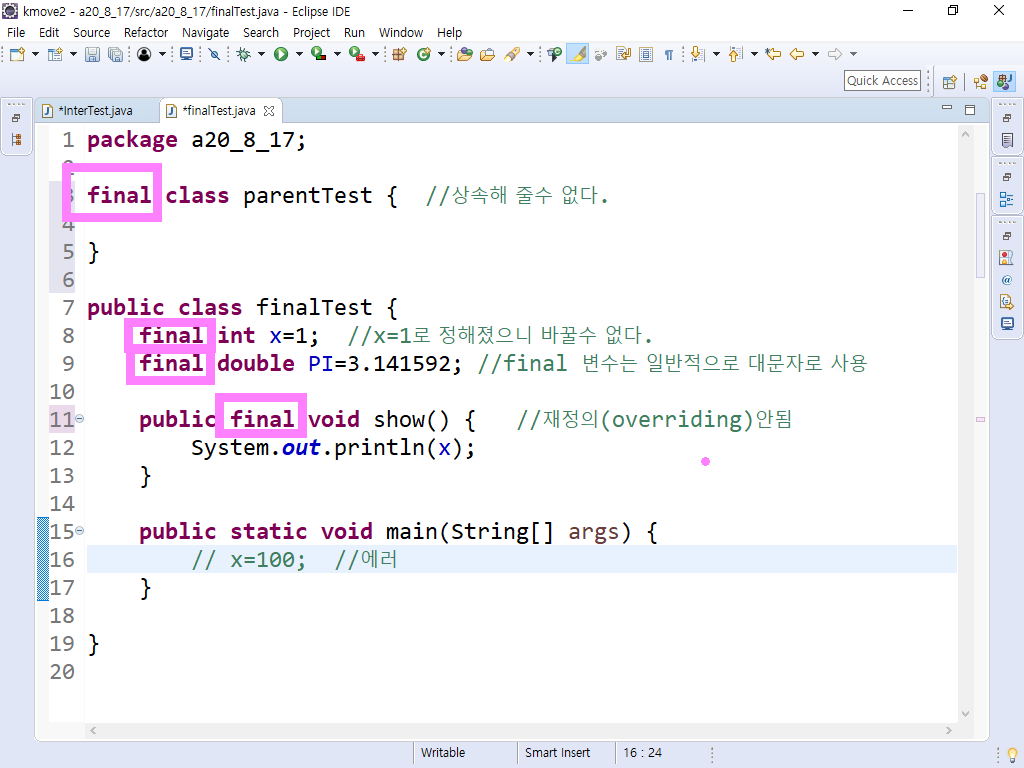 kmove2 - a20_8_17/src/a20_8_17/finalTest.java - Eclipse IDE
File Edit Source Refactor Navigate Search Project Run Window Help
Quick Access
*InterTest.java *finalTest.java
1 package a20_8_17;
2
3 final class parentTest { //상속해 줄수 없다.
4
5 }
6
7 public class finalTest {
8 final int x=1; //x=1로 정해졌으니 바꿀수 없다.
9 final double PI=3.141592; //final 변수는 일반적으로 대문자로 사용
10
11 public final void show() { //재정의(overriding)안됨
12 System.out.println(x);
13 }
14
15 public static void main(String[] args) {
16 // x=100; //에러
17 }
18
19 }
20
Writable Smart Insert 16 : 24